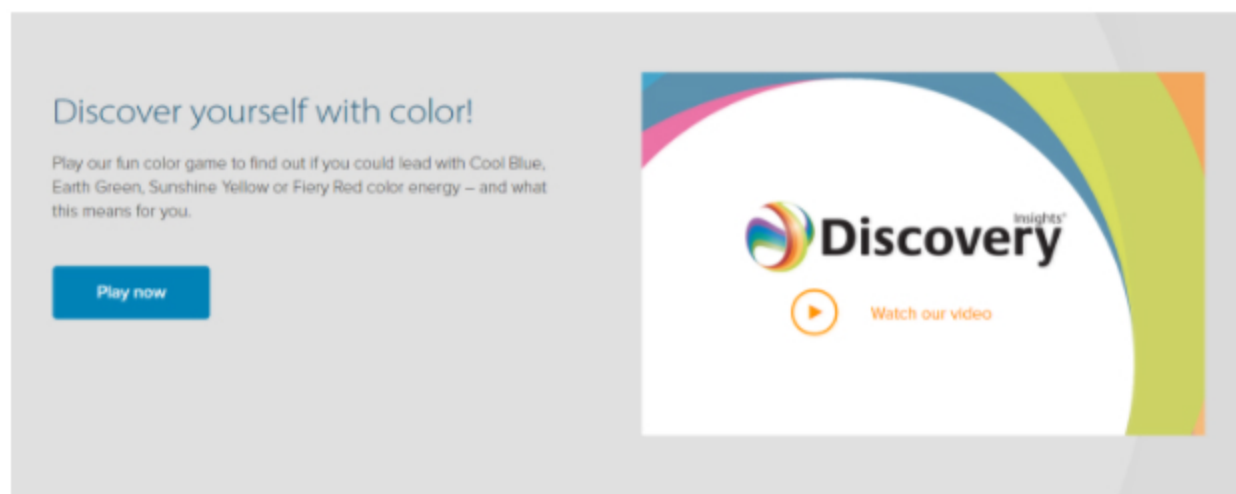 Discover yourself with color!
Play our fun color game to find out if you could lead with Cool Blue,
Earth Green, Sunshine Yellow or Fiery Red color energy – and what
this means for you.
Play now
Insights®
Discovery
Watch our video